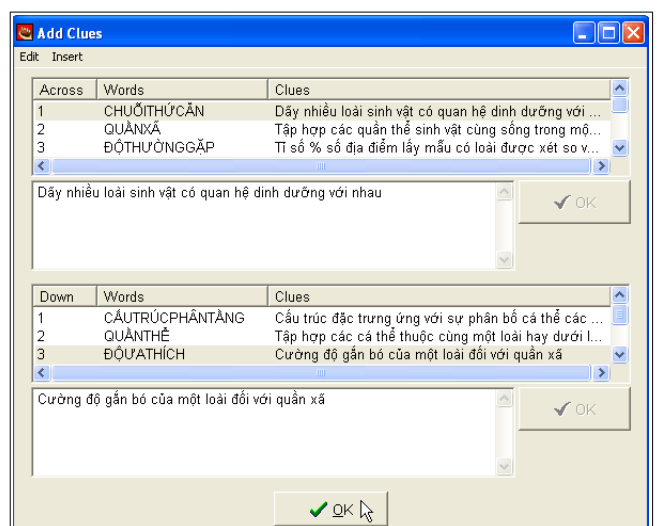 Add Clues
Edit Insert
Across Words Clues
1 CHUỖITHỨCĂN Dãy nhiều loài sinh vật có quan hệ dinh dưỡng với ...
2 QUẦNXÃ Tập hợp các quần thể sinh vật cùng sống trong mộ...
3 ĐỘTHƯỜNGGẶP Tỉ số % số địa điểm lấy mẫu có loài được xét so v...
Dãy nhiều loài sinh vật có quan hệ dinh dưỡng với nhau
OK
Down Words Clues
1 CẤUTRÚCPHÂNTẦNG Cấu trúc đặc trưng ứng với sự phân bố cá thể các ...
2 QUẦNTHỂ Tập hợp các cá thể thuộc cùng một loài hay dưới l...
3 ĐỘƯATHÍCH Cường độ gắn bó của một loài đối với quần xã
Cường độ gắn bó của một loài đối với quần xã
OK
OK